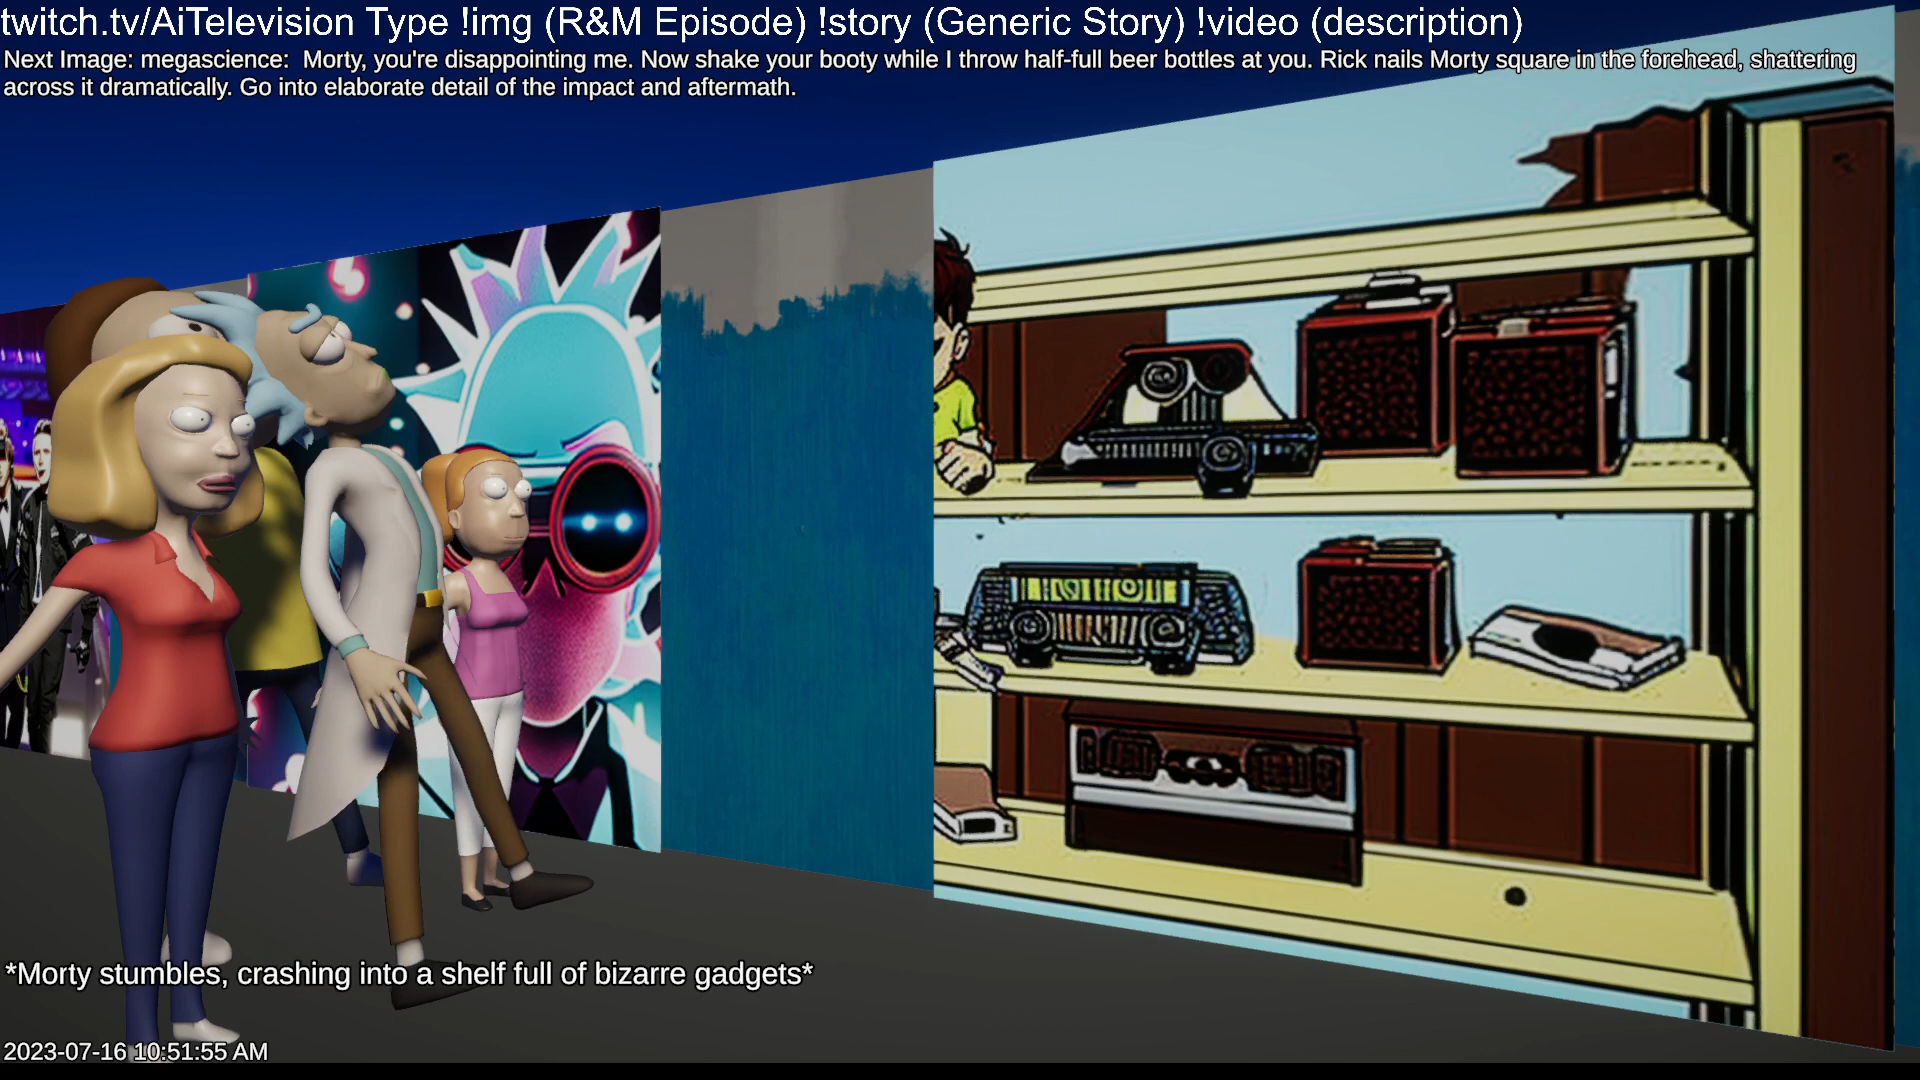 twitch.tv/AiTelevision Type !img (R&M Episode) !story (Generic Story) !video (description)
Next Image: megascience:  Morty, you're disappointing me. Now shake your booty while I throw half-full beer bottles at you. Rick nails Morty square in the forehead, shattering
across it dramatically. Go into elaborate detail of the impact and aftermath.
*Morty stumbles, crashing into a shelf full of bizarre gadgets*
2023-07-16 10:51:55 AM